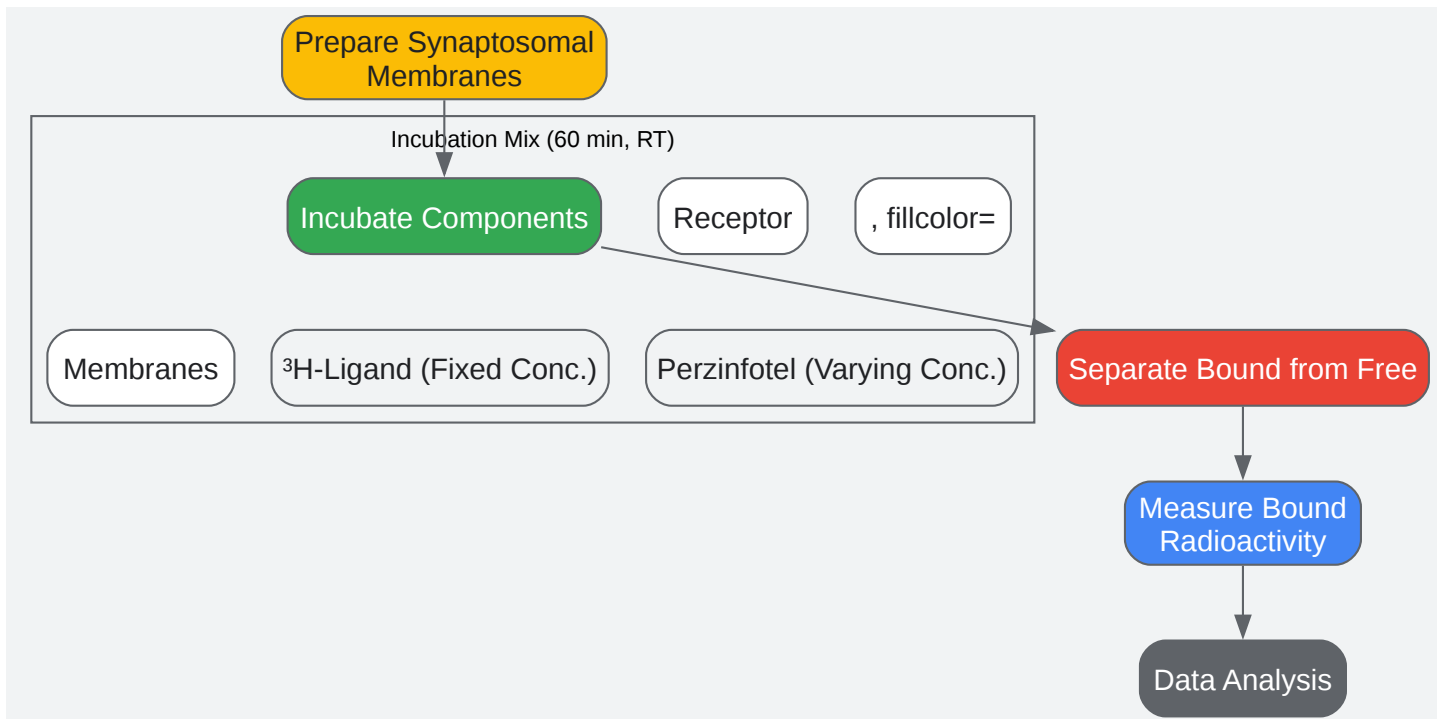 Prepare Synaptosomal
Membranes
Incubation Mix (60 min, RT)
Incubate Components
Receptor
, fillcolor=
Membranes
³H-Ligand (Fixed Conc.)
Perzinfotel (Varying Conc.)
Separate Bound from Free
Measure Bound
Radioactivity
Data Analysis